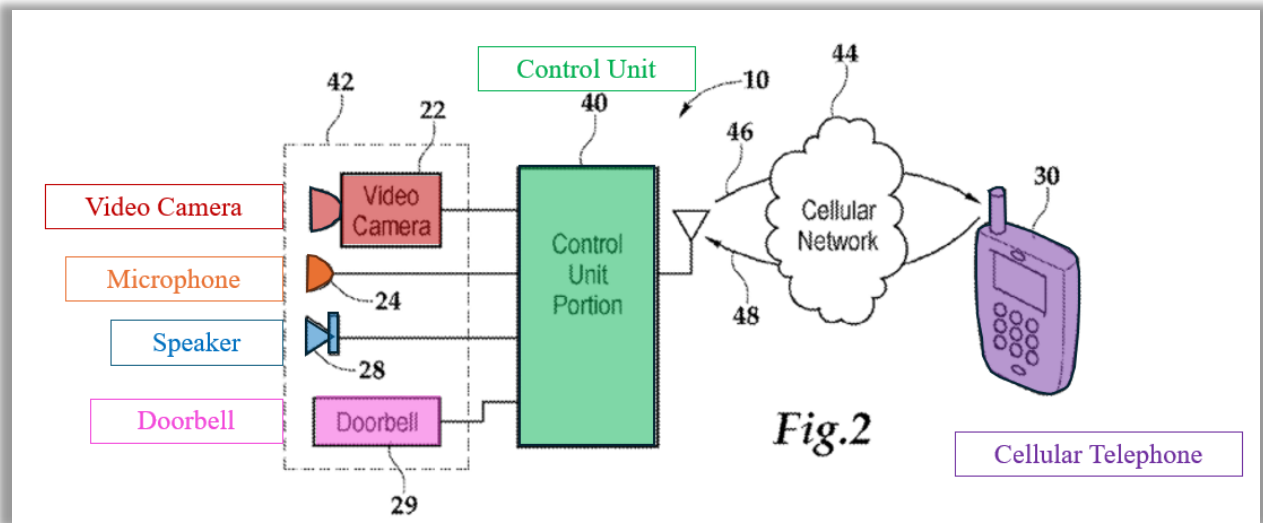 Control Unit
44
10
42
40
22
46
30
Video Camera
Video
Camera
Cellular
Network
Control
Unit
Portion
Microphone
24
48
Speaker
28
Doorbell
Doorbell
Fig.2
Cellular Telephone
29